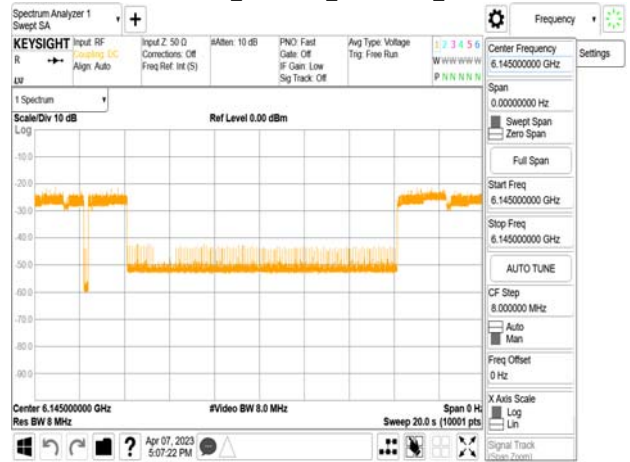 Spectrum Analyzer 1
Swept SA
+
Frequency
KEYSIGHT
R
LXI
Input: RF
Coupling: DC
Align: Auto
Input Z: 50 Ω
Corrections: Off
Freq Ref: Int (S)
#Atten: 10 dB
PNO: Fast
Gate: Off
IF Gain: Low
Sig Track: Off
Avg Type: Voltage
Trig: Free Run
1 2 3 4 5 6
W W W W W W
P N N N N N
Center Frequency
6.145000000 GHz
Settings
Span
0.00000000 Hz
Swept Span
Zero Span
Full Span
Start Freq
6.145000000 GHz
Stop Freq
6.145000000 GHz
AUTO TUNE
CF Step
8.000000 MHz
Auto
Man
Freq Offset
0 Hz
X Axis Scale
Log
Lin
Signal Track
(Span Zoom)
1 Spectrum
Scale/Div 10 dB
Ref Level 0.00 dBm
Log
-10.0
-20.0
-30.0
-40.0
-50.0
-60.0
-70.0
-80.0
-90.0
Center 6.145000000 GHz
#Video BW 8.0 MHz
Span 0 Hz
Res BW 8 MHz
Sweep 20.0 s (10001 pts
?
Apr 07, 2023
5:07:22 PM